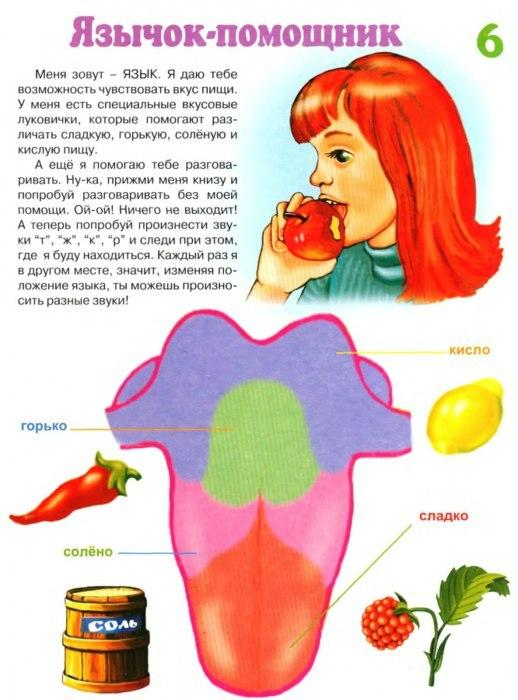 Язычок-помощник
6
Меня зовут – ЯЗЫК. Я даю тебе
возможность чувствовать вкус пищи.
У меня есть специальные вкусовые
луковички, которые помогают раз-
личать сладкую, горькую, солёную и
кислую пищу.
А ещё я помогаю тебе разгова-
ривать. Ну-ка, прижми меня книзу и
попробуй разговаривать без моей
помощи. Ой-ой! Ничего не выходит!
А теперь попробуй произнести зву-
ки "т", "ж", "к", "р" и следи при этом,
где я буду находиться. Каждый раз я
в другом месте, значит, изменяя по-
ложение языка, ты можешь произно-
сить разные звуки!
кисло
горько
сладко
солёно
СОЛЬ